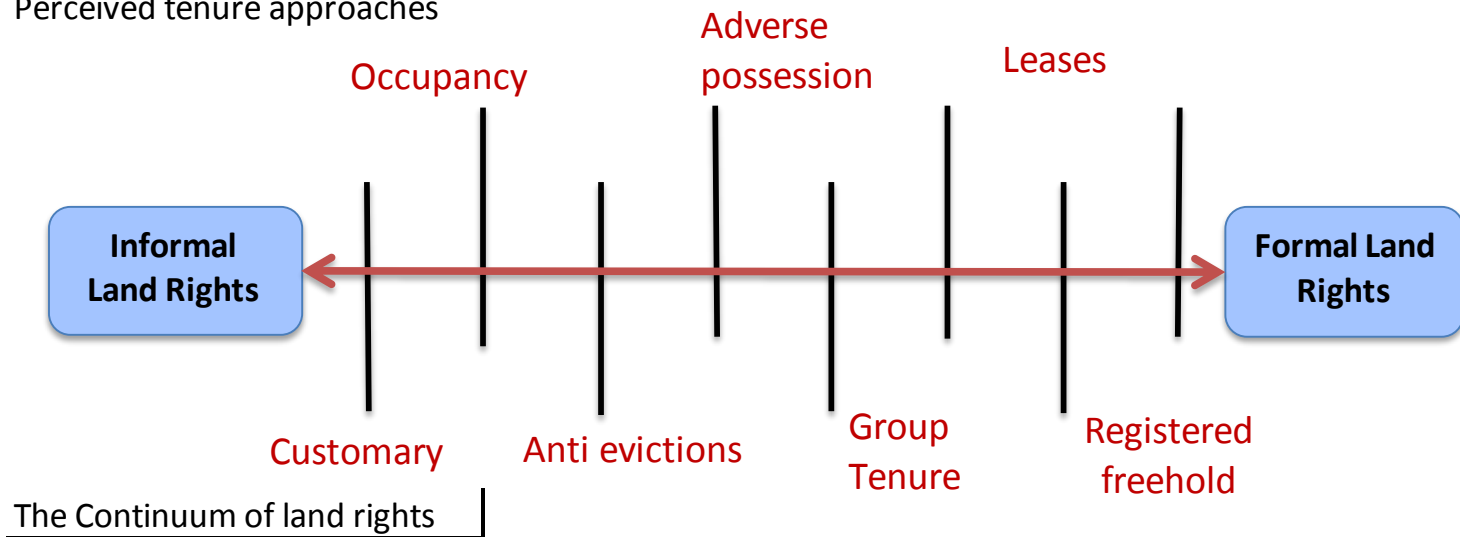 Perceived tenure approaches
Adverse
possession
Occupancy
Leases
Informal
Land Rights
Formal Land
Rights
Customary
Anti evictions
Group
Tenure
Registered
freehold
The Continuum of land rights